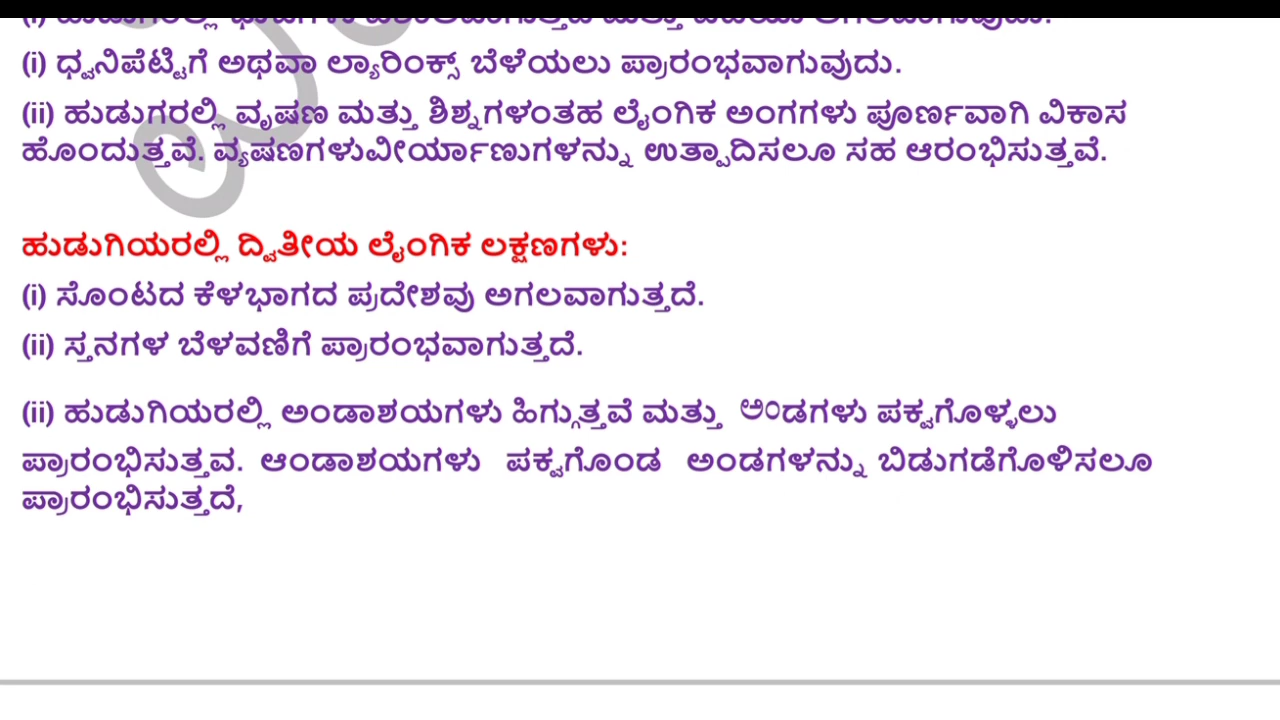 (i) ಧ್ವನಿಪೆಟ್ಟಿಗೆ ಅಥವಾ ಲ್ಯಾರಿಂಕ್ಸ್ ಬೆಳೆಯಲು ಪ್ರಾರಂಭವಾಗುವುದು.
(ii) ಹುಡುಗರಲ್ಲಿ ವೃಷಣ ಮತ್ತು ಶಿಶ್ನಗಳಂತಹ ಲೈಂಗಿಕ ಅಂಗಗಳು ಪೂರ್ಣವಾಗಿ ವಿಕಾಸ
ಹೊಂದುತ್ತವೆ. ವ್ಯಷಣಗಳುವೀರ್ಯಾಣುಗಳನ್ನು ಉತ್ಪಾದಿಸಲೂ ಸಹ ಆರಂಭಿಸುತ್ತವೆ.
ಹುಡುಗಿಯರಲ್ಲಿ ದ್ವಿತೀಯ ಲೈಂಗಿಕ ಲಕ್ಷಣಗಳು:
(i) ಸೊಂಟದ ಕೆಳಭಾಗದ ಪ್ರದೇಶವು ಅಗಲವಾಗುತ್ತದೆ.
(ii) ಸ್ತನಗಳ ಬೆಳವಣಿಗೆ ಪ್ರಾರಂಭವಾಗುತ್ತದೆ.
(ii) ಹುಡುಗಿಯರಲ್ಲಿ ಅಂಡಾಶಯಗಳು ಹಿಗ್ಗುತ್ತವೆ ಮತ್ತು ಅಂಡಗಳು ಪಕ್ವಗೊಳ್ಳಲು
ಪ್ರಾರಂಭಿಸುತ್ತವ. ಆಂಡಾಶಯಗಳು ಪಕ್ವಗೊಂಡ ಅಂಡಗಳನ್ನು ಬಿಡುಗಡೆಗೊಳಿಸಲೂ
ಪ್ರಾರಂಭಿಸುತ್ತದೆ,